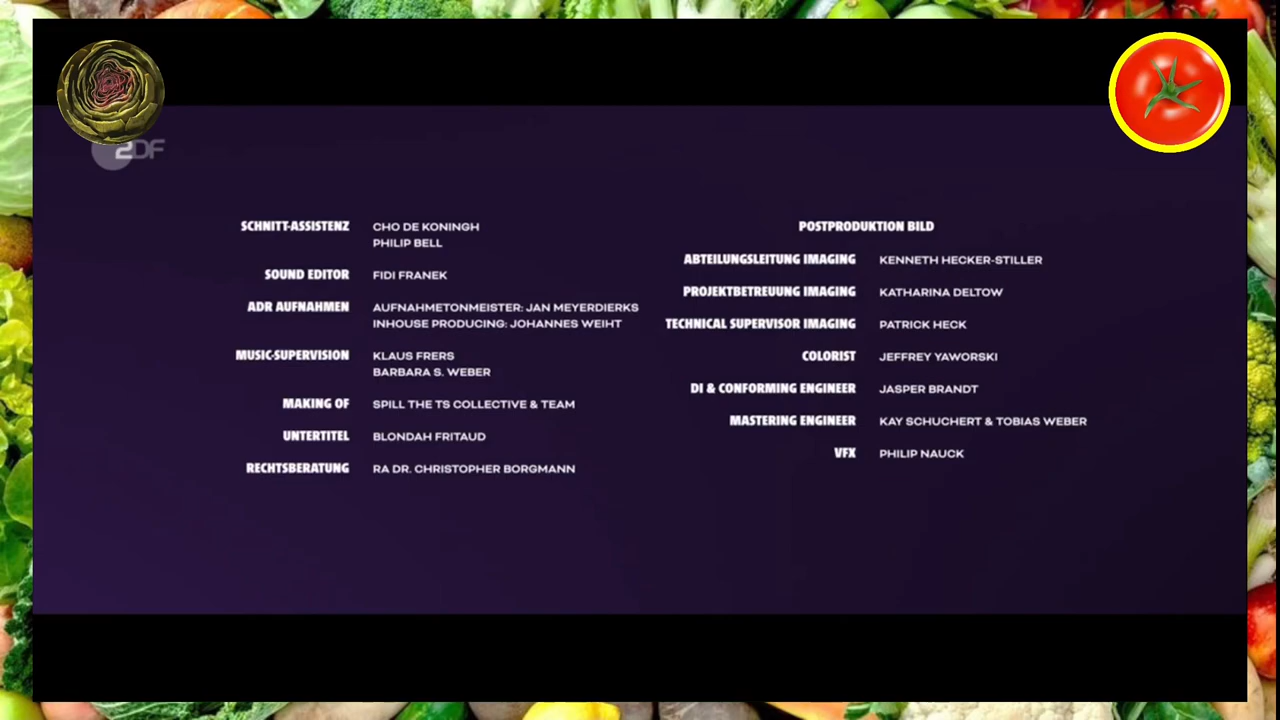 ZDF
SCHNITT-ASSISTENZ CHO DE KONINGH
PHILIP BELL
SOUND EDITOR FIDI FRANEK
ADR AUFNAHMEN AUFNAHMETONMEISTER: JAN MEYERDIERKS
INHOUSE PRODUCING: JOHANNES WEIHT
MUSIC-SUPERVISION KLAUS FRERS
BARBARA S. WEBER
MAKING OF SPILL THE TS COLLECTIVE & TEAM
UNTERTITEL BLONDAH FRITAUD
RECHTSBERATUNG RA DR. CHRISTOPHER BORGMANN
POSTPRODUKTION BILD
ABTEILUNGSLEITUNG IMAGING KENNETH HECKER-STILLER
PROJEKTBETREUUNG IMAGING KATHARINA DELTOW
TECHNICAL SUPERVISOR IMAGING PATRICK HECK
COLORIST JEFFREY YAWORSKI
DI & CONFORMING ENGINEER JASPER BRANDT
MASTERING ENGINEER KAY SCHUCHERT & TOBIAS WEBER
VFX PHILIP NAUCK